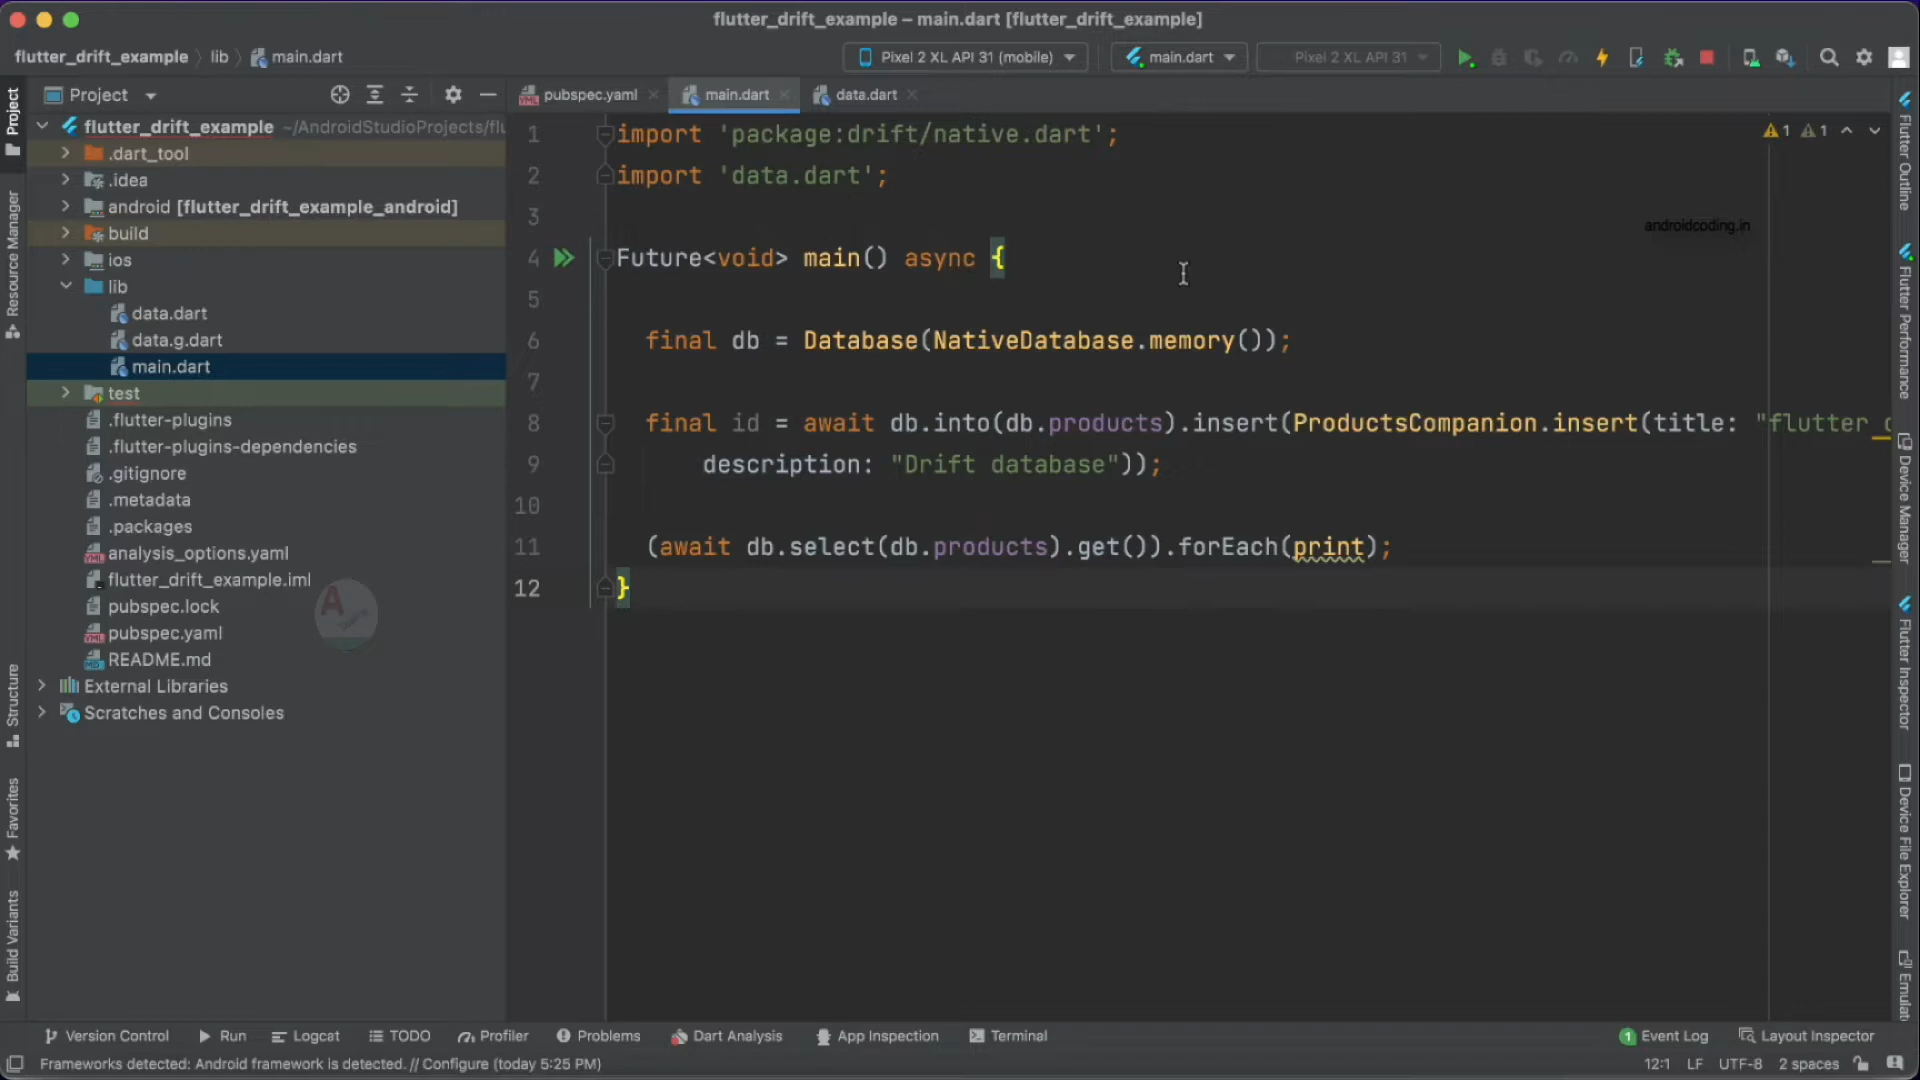 flutter_drift_example – main.dart [flutter_drift_example]
flutter_drift_example
lib
main.dart
Pixel 2 XL API 31 (mobile)
main.dart
Pixel 2 XL API 31
Project
pubspec.yaml
main.dart
data.dart
flutter_drift_example ~/AndroidStudioProjects/flu
.dart_tool
.idea
android [flutter_drift_example_android]
build
ios
lib
data.dart
data.g.dart
main.dart
test
.flutter-plugins
.flutter-plugins-dependencies
.gitignore
.metadata
.packages
analysis_options.yaml
flutter_drift_example.iml
pubspec.lock
pubspec.yaml
README.md
External Libraries
Scratches and Consoles
Project
Resource Manager
Structure
Favorites
Build Variants
1 import 'package:drift/native.dart';
2 import 'data.dart';
3
4 Future<void> main() async {
5
6 final db = Database(NativeDatabase.memory());
7
8 final id = await db.into(db.products).insert(ProductsCompanion.insert(title: "flutter_
9 description: "Drift database"));
10
11 (await db.select(db.products).get()).forEach(print);
12 }
1 1
androidcoding.in
Flutter Outline
Flutter Performance
Device Manager
Flutter Inspector
Device File Explorer
Emulat
Version Control
Run
Logcat
TODO
Profiler
Problems
Dart Analysis
App Inspection
Terminal
1 Event Log
Layout Inspector
Frameworks detected: Android framework is detected. // Configure (today 5:25 PM)
12:1 LF UTF-8 2 spaces